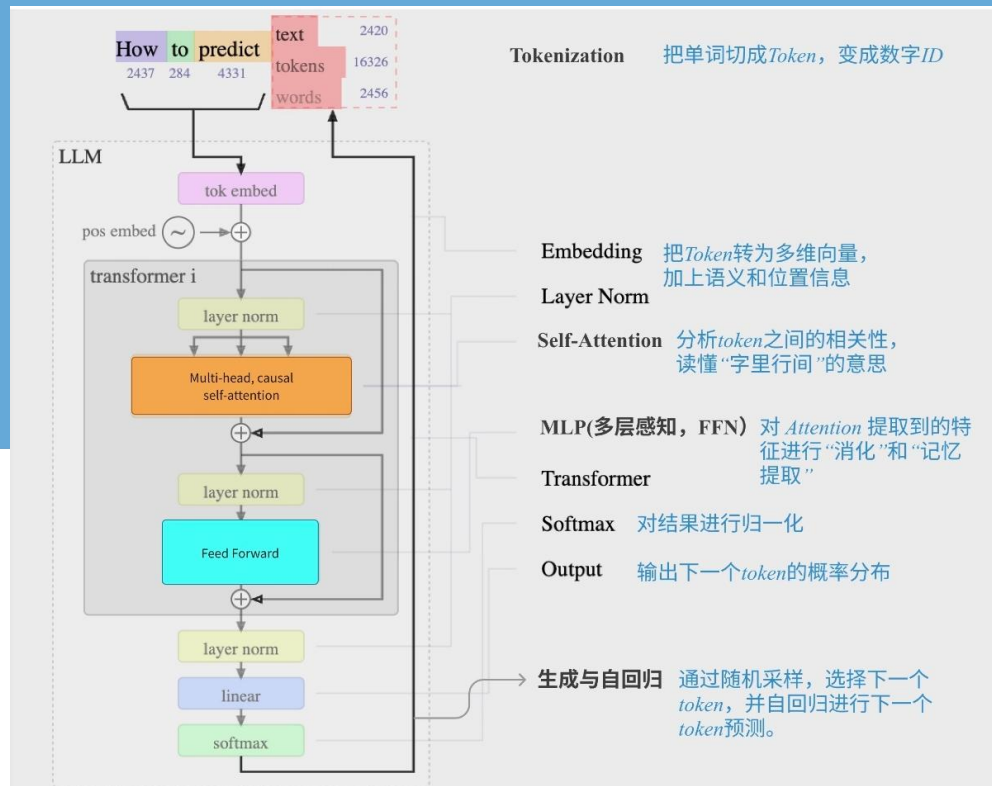 How to predict
2437 284 4331
text 2420
tokens 16326
words 2456
LLM
tok embed
pos embed ~
transformer i
layer norm
Multi-head, causal
self-attention
layer norm
Feed Forward
layer norm
linear
softmax
Tokenization 把单词切成Token，变成数字ID
Embedding 把Token转为多维向量，
加上语义和位置信息
Layer Norm
Self-Attention 分析token之间的相关性，
读懂“字里行间”的意思
MLP(多层感知，FFN） 对 Attention 提取到的特
征进行“消化”和“记忆
提取”
Transformer
Softmax 对结果进行归一化
Output 输出下一个token的概率分布
生成与自回归 通过随机采样，选择下一个
token，并自回归进行下一个
token预测。